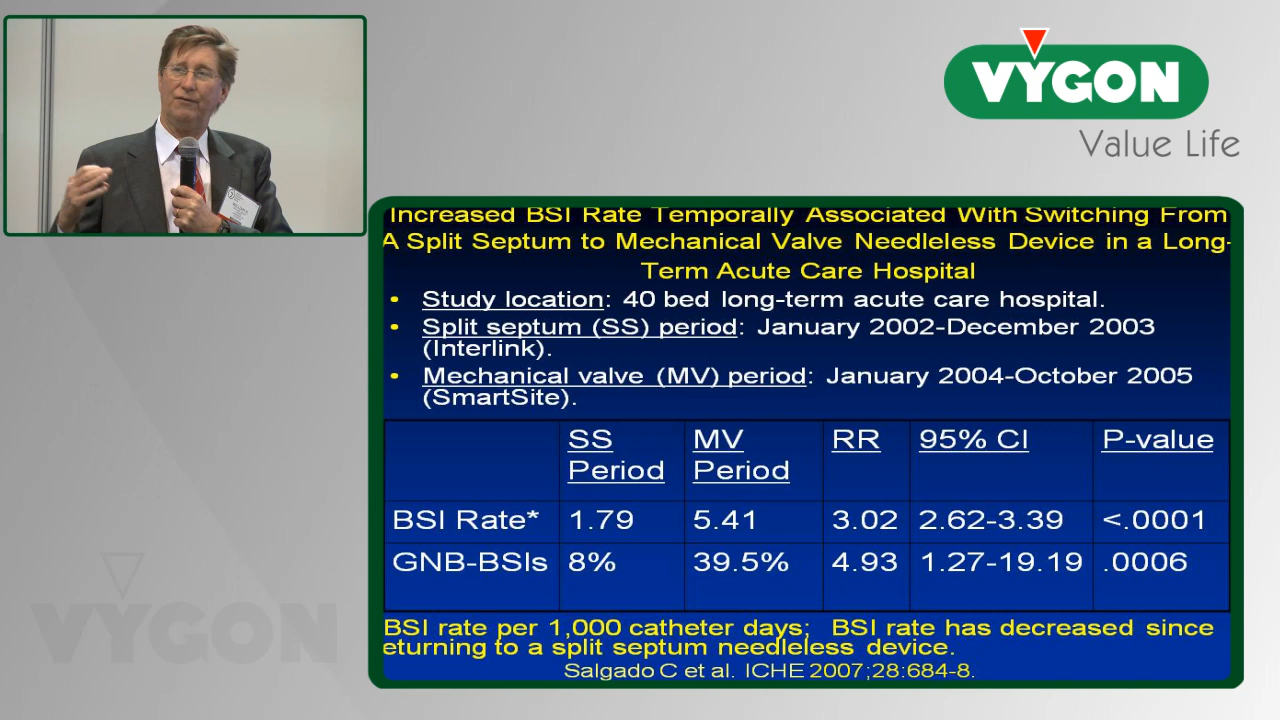 VYGON
Value Life
Increased BSI Rate Temporally Associated With Switching From
A Split Septum to Mechanical Valve Needleless Device in a Long-
Term Acute Care Hospital
• Study location: 40 bed long-term acute care hospital.
• Split septum (SS) period: January 2002-December 2003
(Interlink).
• Mechanical valve (MV) period: January 2004-October 2005
(SmartSite).
SS Period MV Period RR 95% CI P-value
BSI Rate* 1.79 5.41 3.02 2.62-3.39 <.0001
GNB-BSIs 8% 39.5% 4.93 1.27-19.19 .0006
BSI rate per 1,000 catheter days; BSI rate has decreased since
eturning to a split septum needleless device.
Salgado C et al. ICHE 2007;28:684-8.
VYGON